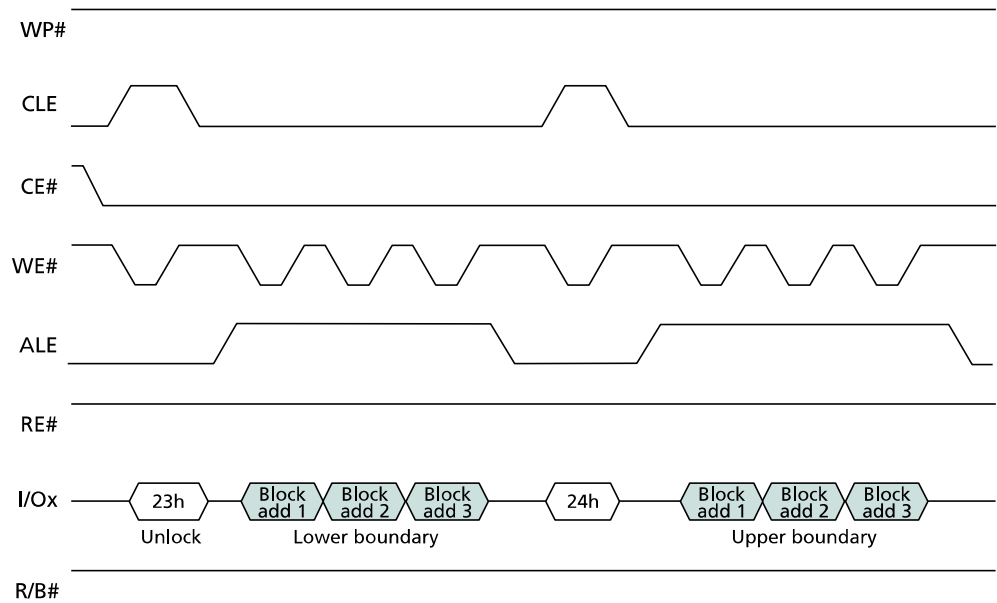 WP#
CLE
CE#
WE#
ALE
RE#
I/Ox
23h
Block add 1
Block add 2
Block add 3
24h
Block add 1
Block add 2
Block add 3
Unlock
Lower boundary
Upper boundary
R/B#